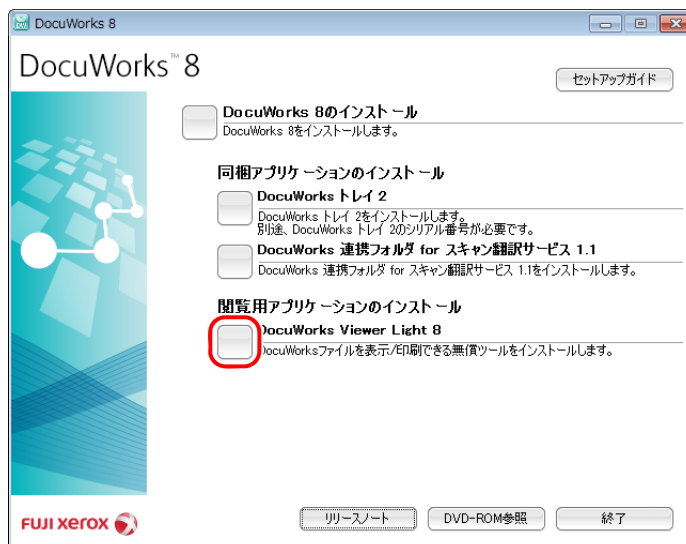 DocuWorks 8
DocuWorks™ 8
セットアップガイド
DocuWorks 8のインストール
DocuWorks 8をインストールします。
同梱アプリケーションのインストール
DocuWorks トレイ 2
DocuWorks トレイ 2をインストールします。
別途、DocuWorks トレイ 2のシリアル番号が必要です。
DocuWorks 連携フォルダ for スキャン翻訳サービス 1.1
DocuWorks 連携フォルダ for スキャン翻訳サービス 1.1をインストールします。
閲覧用アプリケーションのインストール
DocuWorks Viewer Light 8
DocuWorksファイルを表示/印刷できる無償ツールをインストールします。
FUJI xerox
リリースノート
DVD-ROM参照
終了